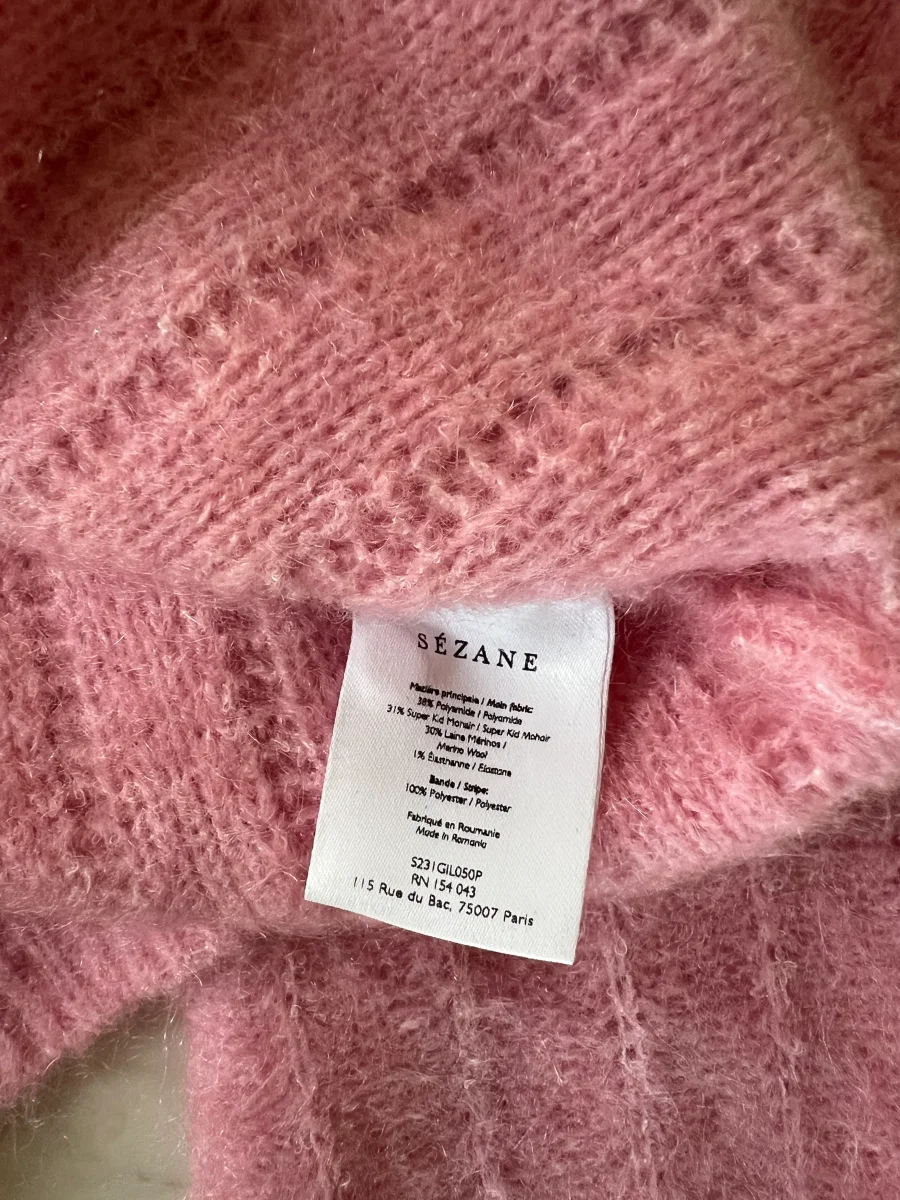 SÉZANE
Matière principale / Main fabric:
38% Polyamide / Polyamide
31% Super Kid Mohair / Super Kid Mohair
30% Laine Mérinos /
Merino Wool
1% Élasthanne / Elastane
Bande / Stripe:
100% Polyester / Polyester
Fabriqué en Roumanie
Made in Romania
S231GIL050P
RN 154 043
115 Rue du Bac, 75007 Paris